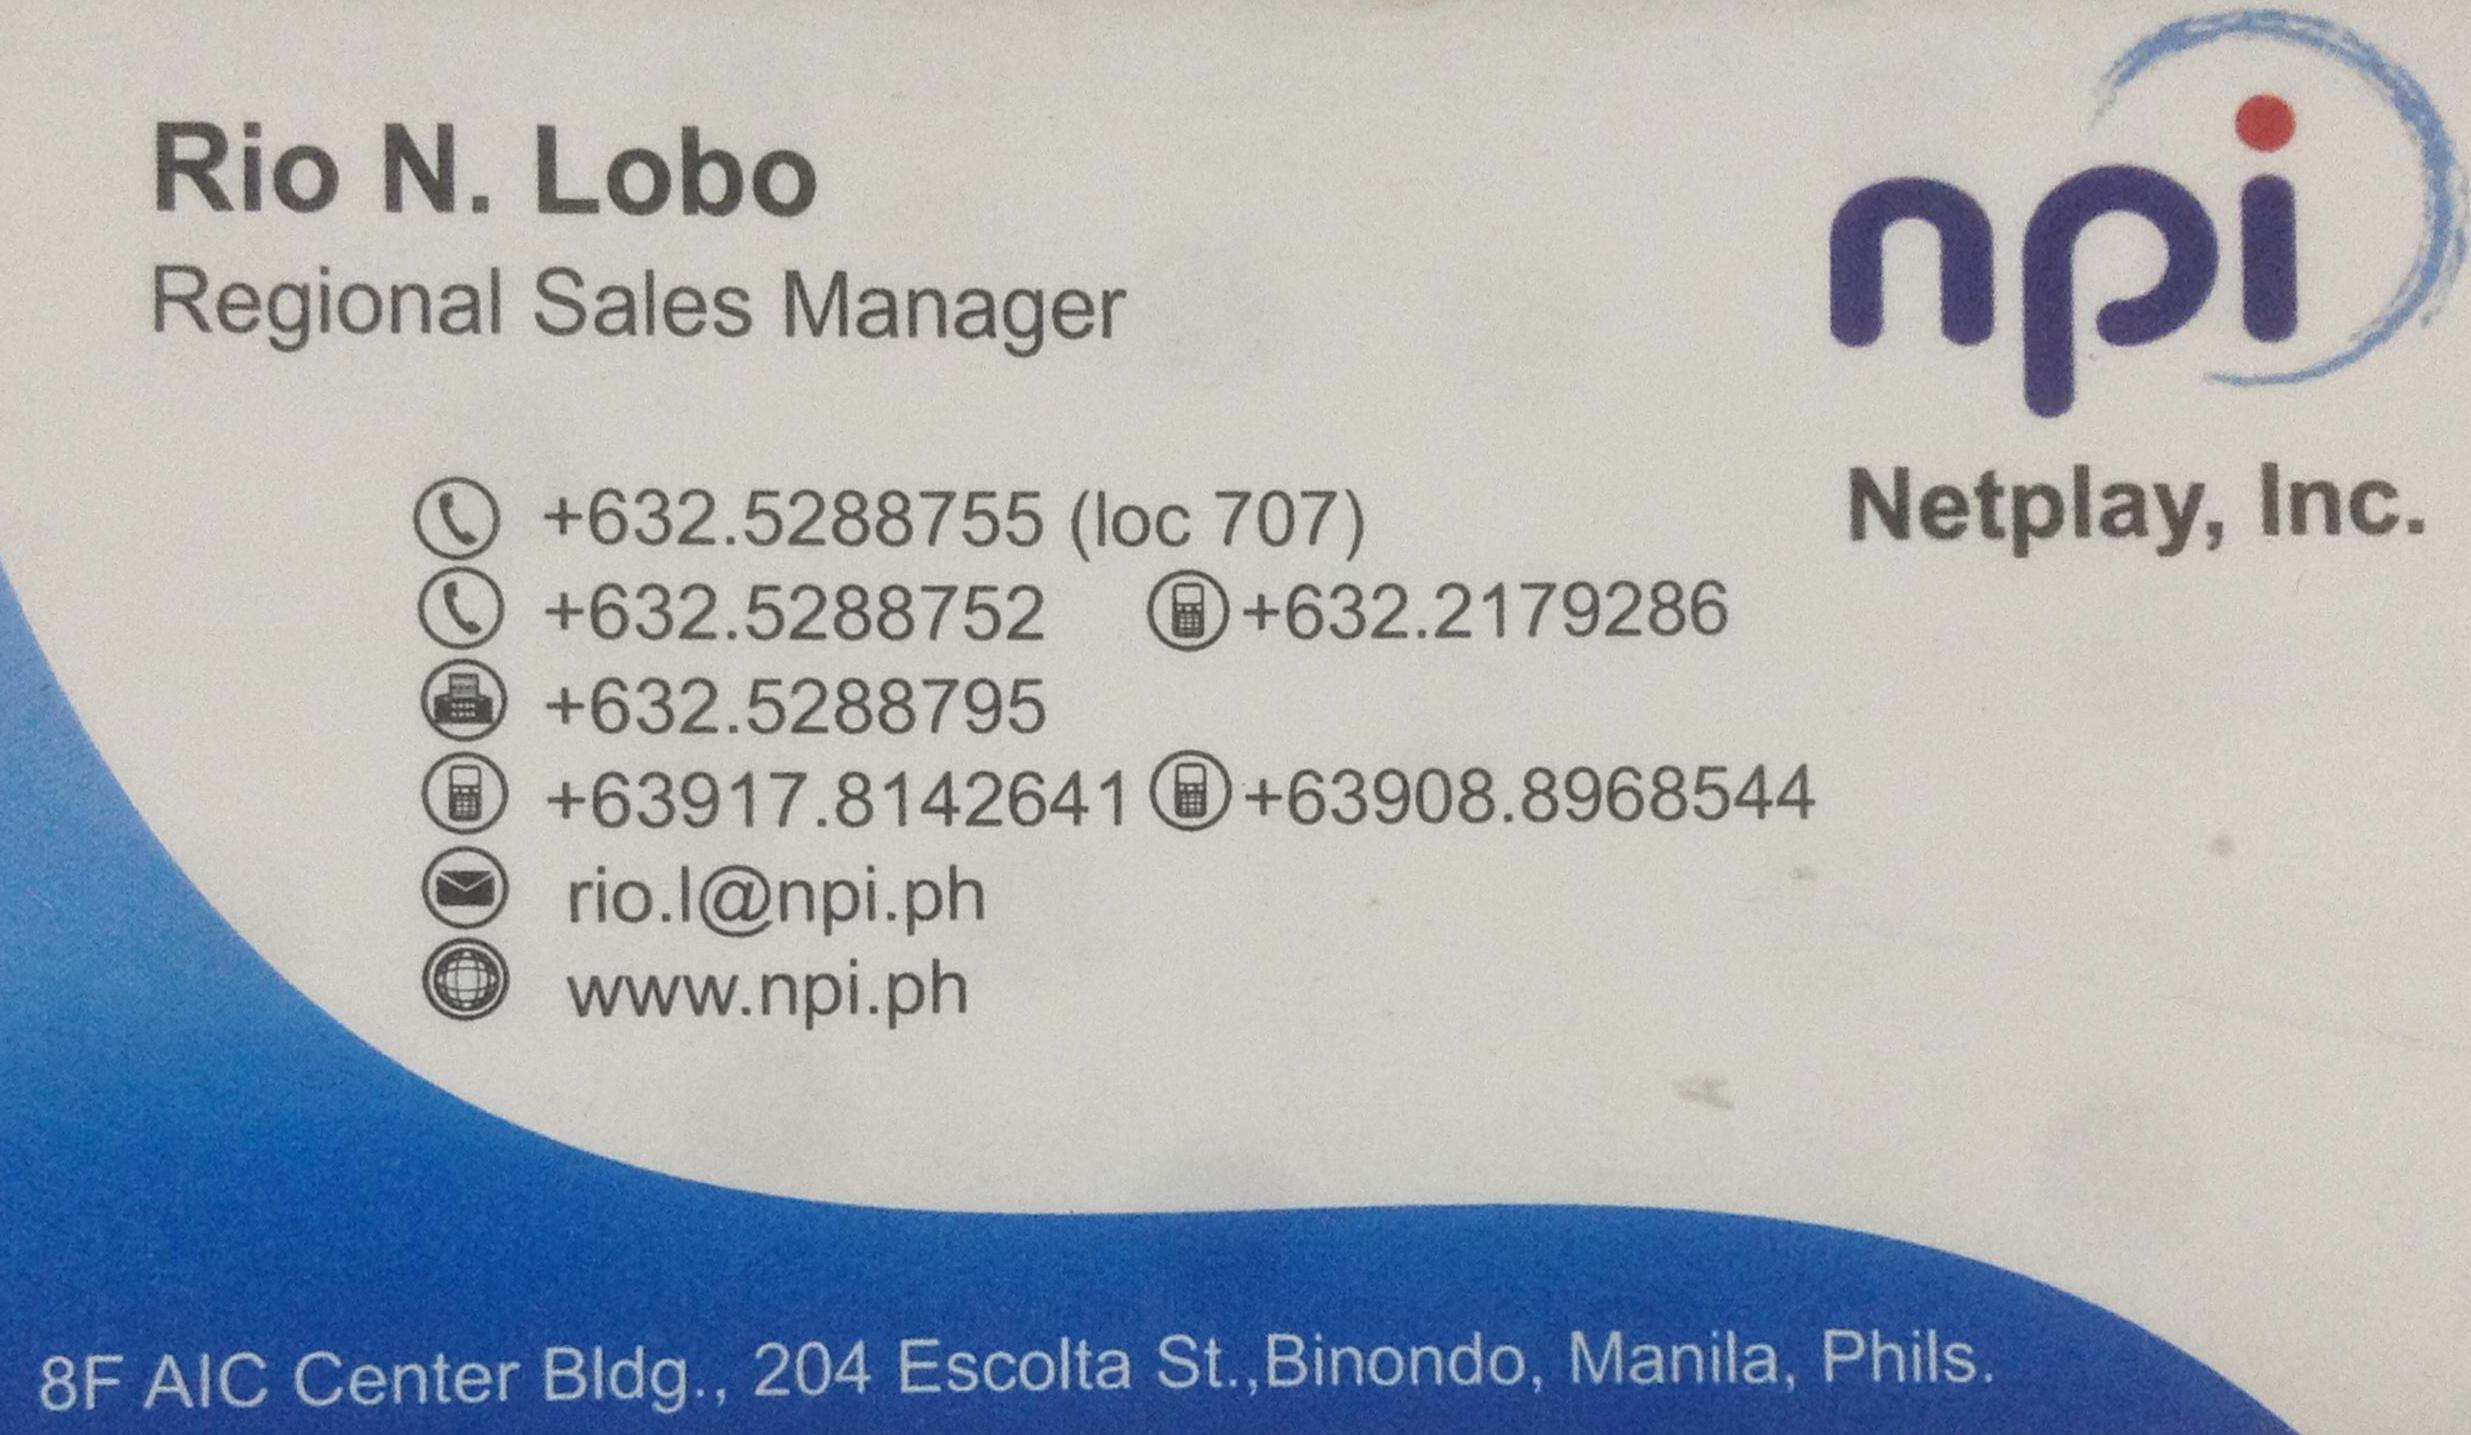 Rio N. Lobo
Regional Sales Manager
npi
Netplay, Inc.
+632.5288755 (loc 707)
+632.5288752 +632.2179286
+632.5288795
+63917.8142641 +63908.8968544
rio.l@npi.ph
www.npi.ph
8F AIC Center Bldg., 204 Escolta St.,Binondo, Manila, Phils.